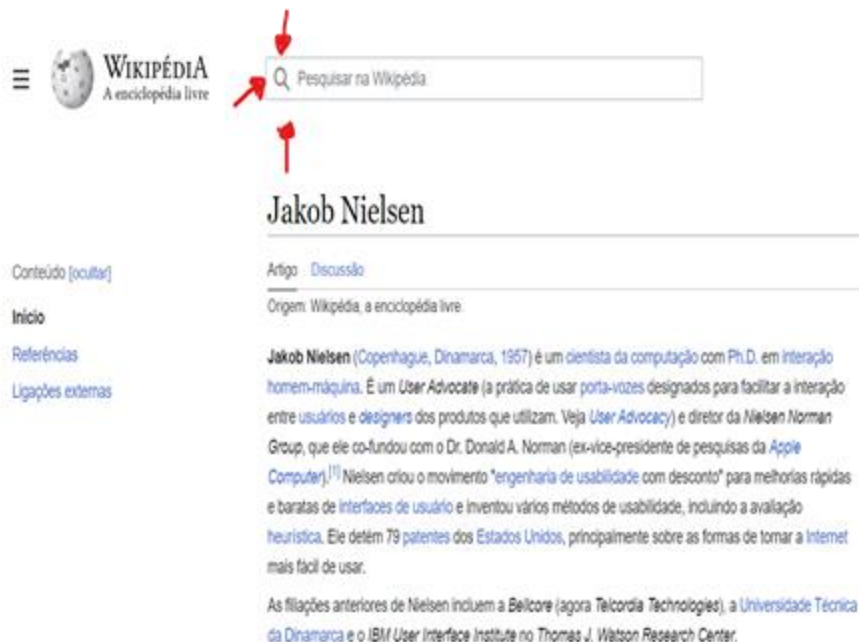 WIKIPÉDIA
A enciclopédia livre
Pesquisar na Wikipédia
Jakob Nielsen
Conteúdo [ocultar]
Início
Referências
Ligações externas
Artigo Discussão
Origem: Wikipédia, a enciclopédia livre.
Jakob Nielsen (Copenhague, Dinamarca, 1957) é um cientista da computação com Ph.D. em interação
homem-máquina. É um User Advocate (a prática de usar porta-vozes designados para facilitar a interação
entre usuários e designers dos produtos que utilizam. Veja User Advocacy) e diretor da Nielsen Norman
Group, que ele co-fundou com o Dr. Donald A. Norman (ex-vice-presidente de pesquisas da Apple
Computer).[1] Nielsen criou o movimento "engenharia de usabilidade com desconto" para melhorias rápidas
e baratas de interfaces de usuário e inventou vários métodos de usabilidade, incluindo a avaliação
heurística. Ele detém 79 patentes dos Estados Unidos, principalmente sobre as formas de tornar a Internet
mais fácil de usar.
As filiações anteriores de Nielsen incluem a Bellcore (agora Telcordia Technologies), a Universidade Técnica
da Dinamarca e o IBM User Interface Institute no Thomas J. Watson Research Center.